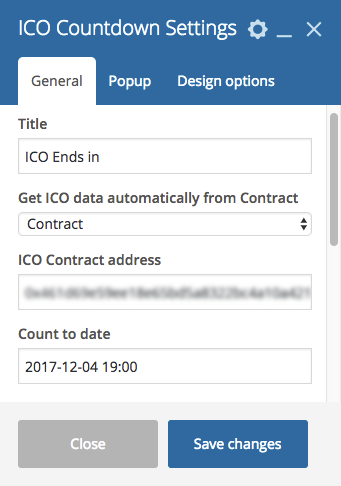 ICO Countdown Settings
General
Popup
Design options
Title
ICO Ends in
Get ICO data automatically from Contract
Contract
ICO Contract address
Count to date
2017-12-04 19:00
Close
Save changes